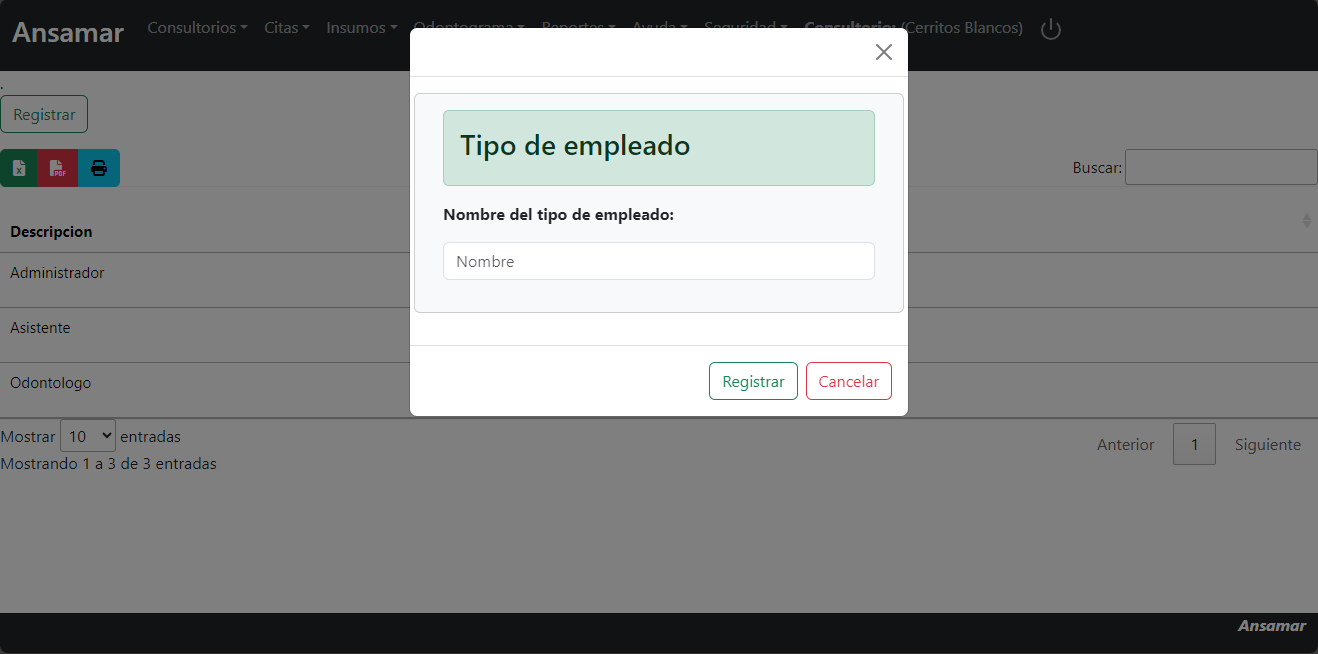 Ansamar Consultorios Citas Insumos Odontograma Reportes Ayuda Seguridad Consultorio: (Cerritos Blancos)
.
Registrar
Buscar:
Descripcion
Administrador
Asistente
Odontologo
Mostrar 10 entradas
Mostrando 1 a 3 de 3 entradas
Anterior 1 Siguiente
Tipo de empleado
Nombre del tipo de empleado:
Nombre
Registrar Cancelar
Ansamar